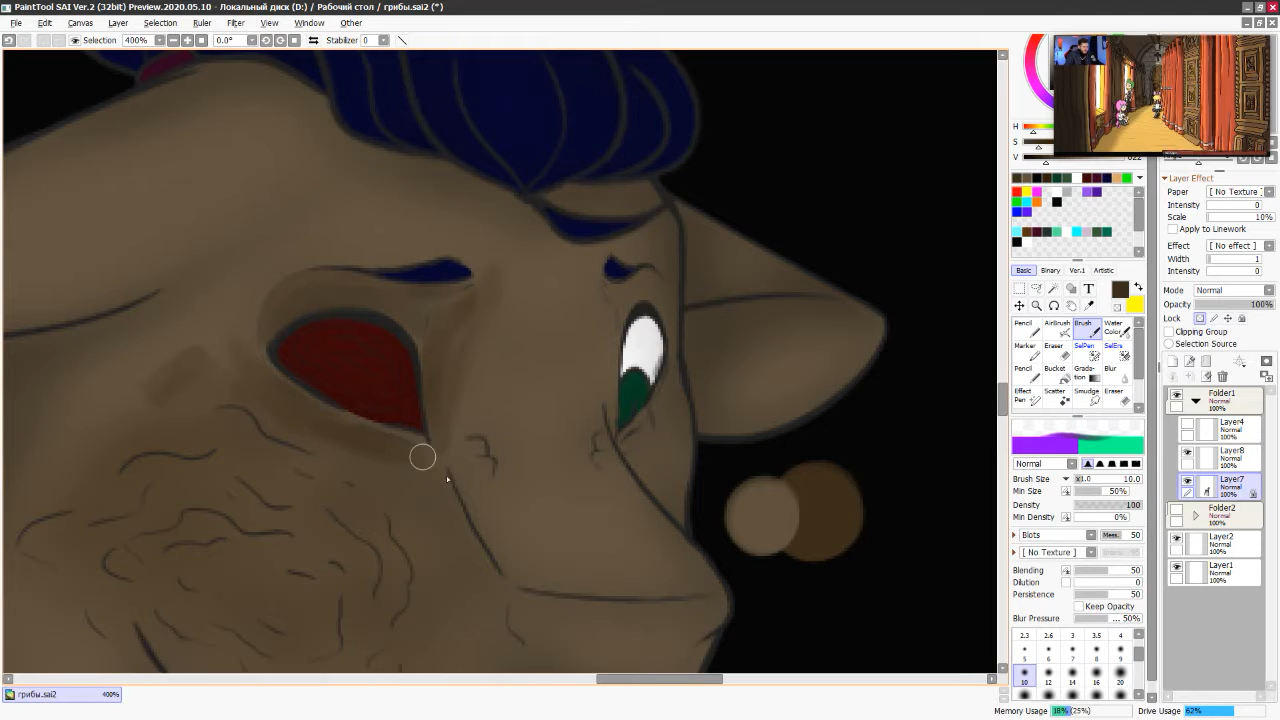 PaintTool SAI Ver.2 (32bit) Preview.2020.05.10 - Локальный диск (D:) / Рабочий стол / грибы.sai2 (*)
File Edit Canvas Layer Selection Ruler Filter View Window Other
Selection 400% 0.0° Stabilizer 0
H
S
V 022
Layer Effect
Paper [ No Texture ]
Intensity 0
Scale 10%
Apply to Linework
Effect [ No effect ]
Width 1
Intensity 0
Mode Normal
Opacity 100%
Lock
Clipping Group
Selection Source
Basic Binary Ver.1 Artistic
Pencil AirBrush Brush Water Color
Marker Eraser SelPen SelErs
Pencil Bucket Gradation Blur
Effect Pen Scatter Smudge Eraser
Normal
Brush Size x1.0 10.0
Min Size 50%
Density 100
Min Density 0%
Blots Mess. 50
[ No Texture ]
Blending 50
Dilution 0
Persistence 50
Keep Opacity
Blur Pressure ... 50%
2.3 2.6 3 3.5 4
5 6 7 8 9
10 12 14 16 20
Folder1
Normal
100%
Layer4
Normal
100%
Layer8
Normal
100%
Layer7
Normal
100%
Folder2
Normal
100%
Layer2
Normal
100%
Layer1
Normal
100%
грибы.sai2 400%
Memory Usage 18% (25%) Drive Usage 62%